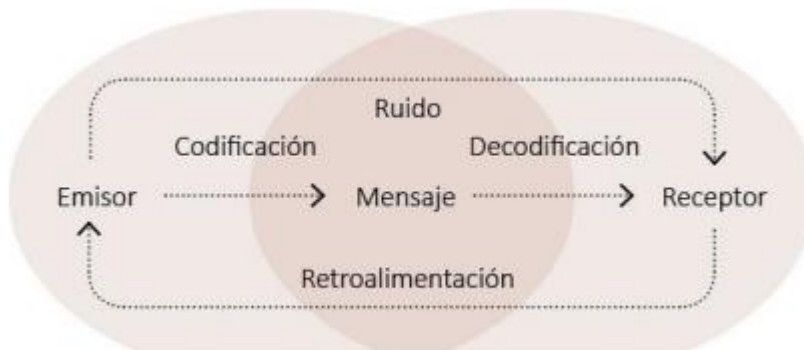 Ruido
Codificación
Decodificación
Emisor
Mensaje
Receptor
Retroalimentación